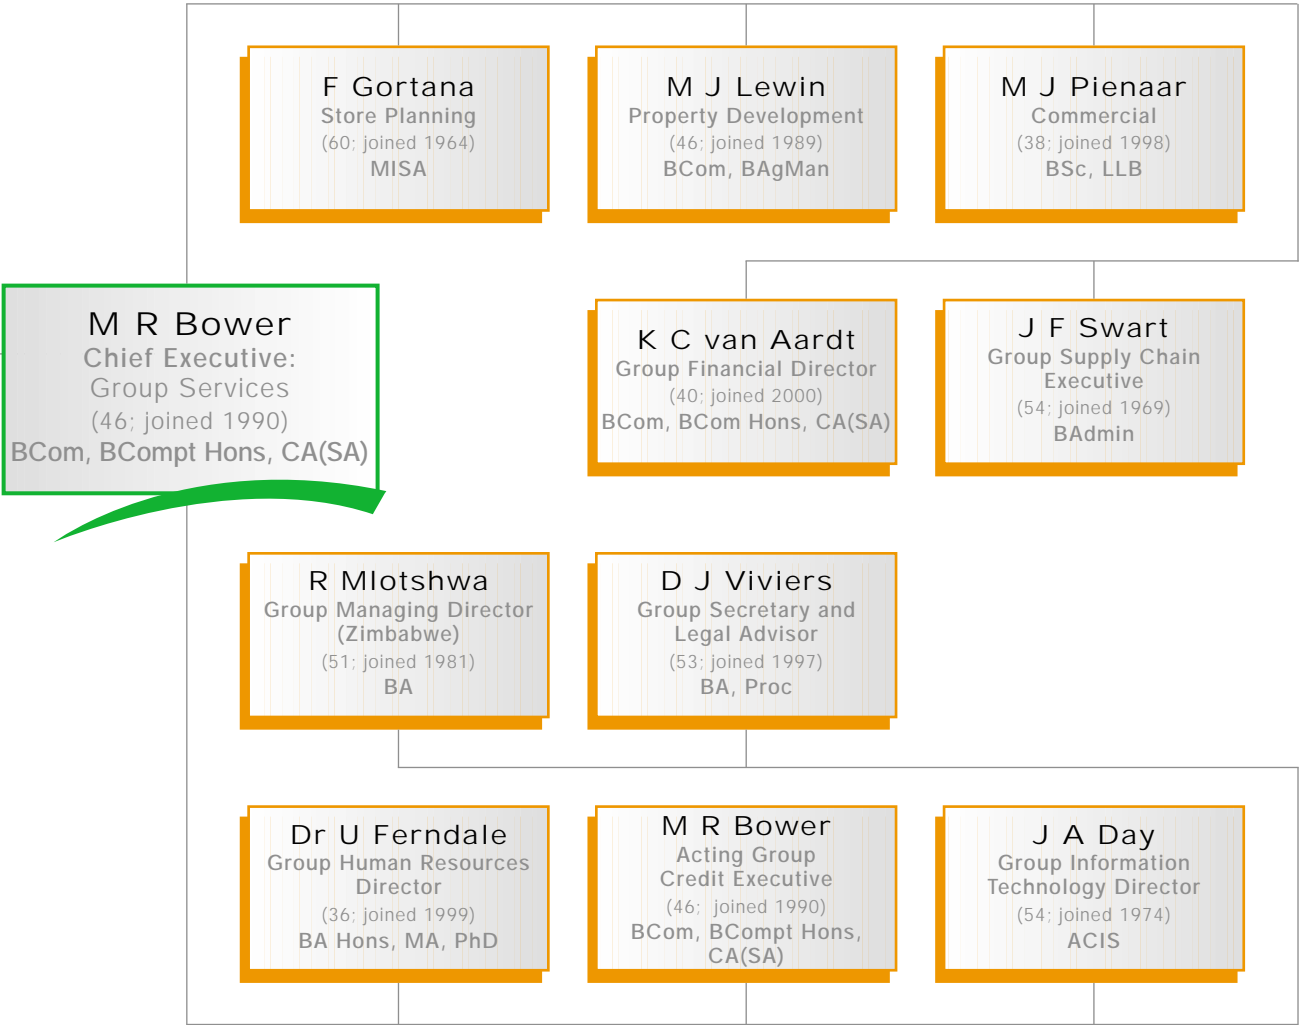 F Gortana
Store Planning
(60; joined 1964)
MISA
M J Lewin
Property Development
(46; joined 1989)
BCom, BAgMan
M J Pienaar
Commercial
(38; joined 1998)
BSc, LLB
M R Bower
Chief Executive:
Group Services
(46; joined 1990)
BCom, BCompt Hons, CA(SA)
K C van Aardt
Group Financial Director
(40; joined 2000)
BCom, BCom Hons, CA(SA)
J F Swart
Group Supply Chain
Executive
(54; joined 1969)
BAdmin
R Mlotshwa
Group Managing Director
(Zimbabwe)
(51; joined 1981)
BA
D J Viviers
Group Secretary and
Legal Advisor
(53; joined 1997)
BA, Proc
Dr U Ferndale
Group Human Resources
Director
(36; joined 1999)
BA Hons, MA, PhD
M R Bower
Acting Group
Credit Executive
(46; joined 1990)
BCom, BCompt Hons,
CA(SA)
J A Day
Group Information
Technology Director
(54; joined 1974)
ACIS